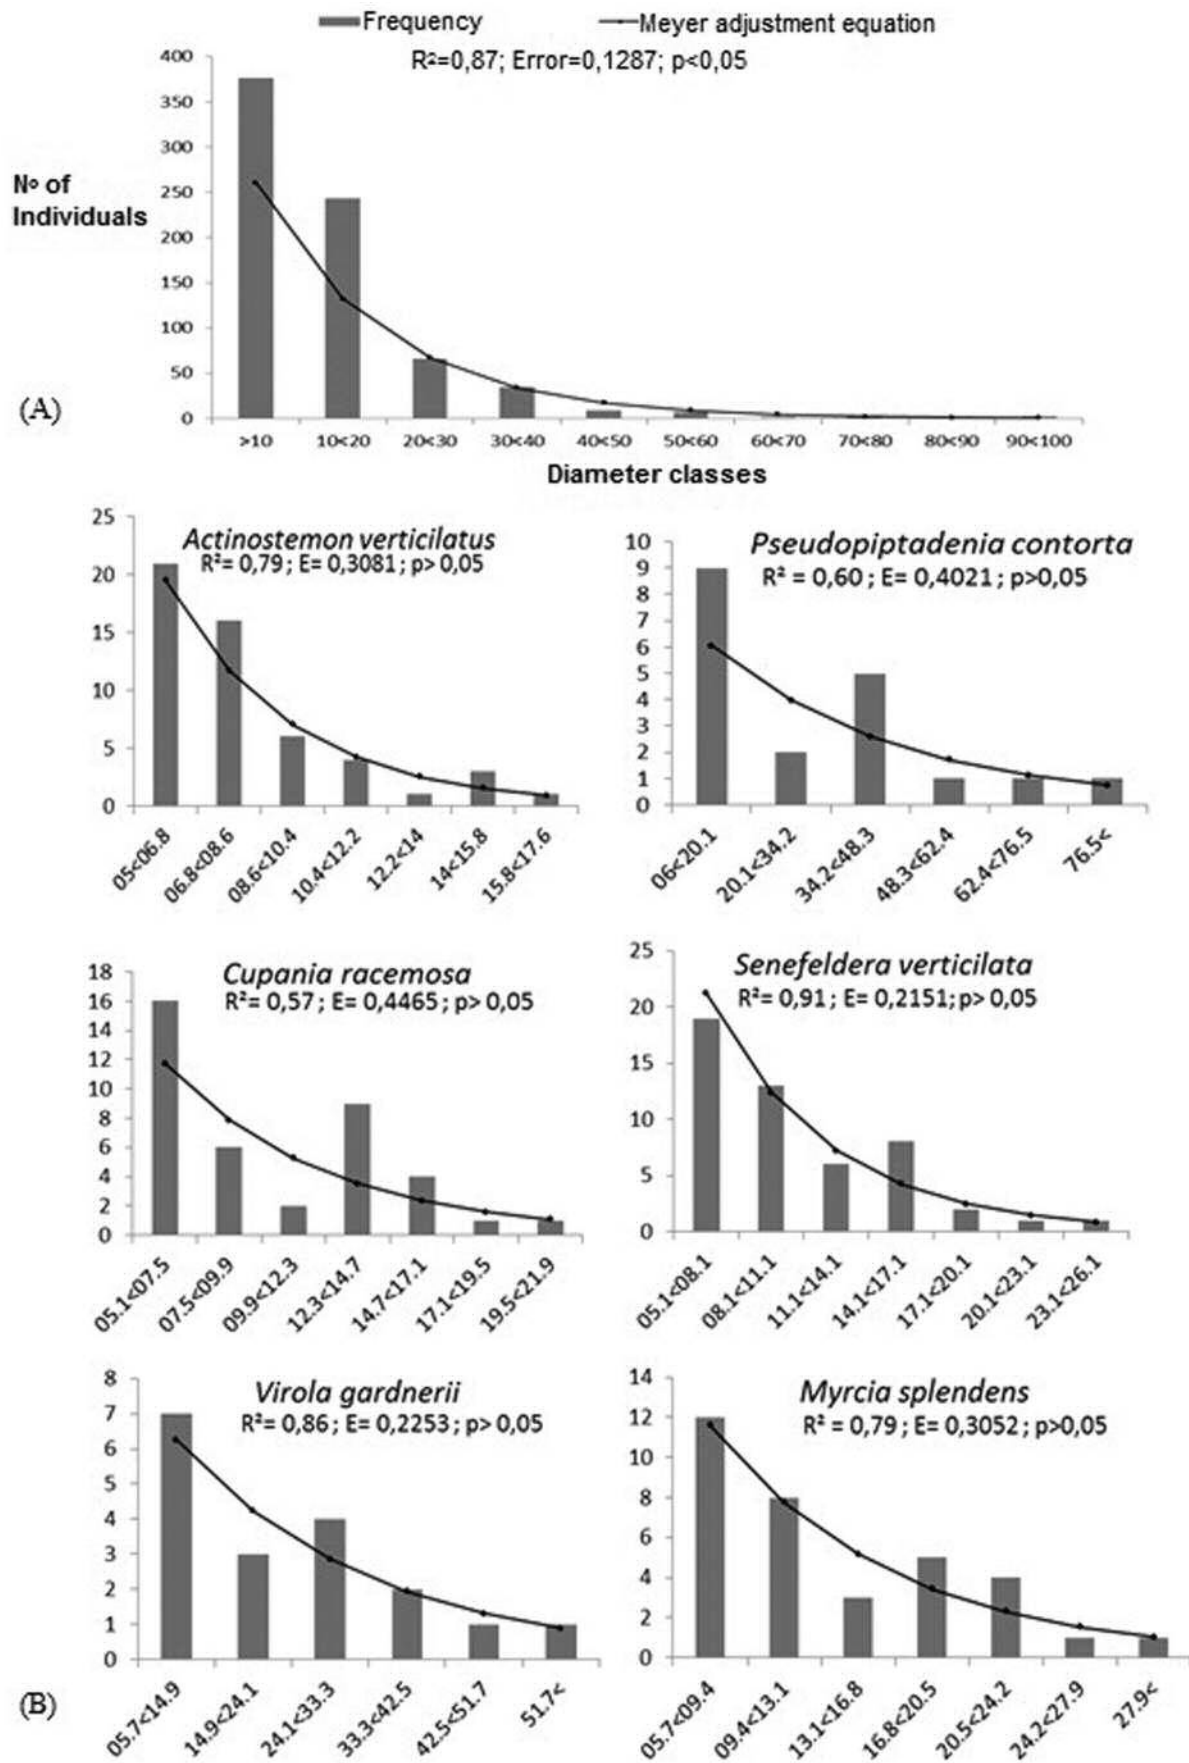 Frequency Meyer adjustment equation
R²=0,87; Error=0,1287; p<0,05
400
350
300
250
200
150
100
50
0
Nº of
Individuals
(A)
>10 10<20 20<30 30<40 40<50 50<60 60<70 70<80 80<90 90<100
Diameter classes
Actinostemon verticilatus
R²= 0,79 ; E= 0,3081 ; p> 0,05
25
20
15
10
5
0
05<06.8 06.8<08.6 08.6<10.4 10.4<12.2 12.2<14 14<15.8 15.8<17.6
Pseudopiptadenia contorta
R² = 0,60 ; E= 0,4021 ; p>0,05
10
9
8
7
6
5
4
3
2
1
0
06<20.1 20.1<34.2 34.2<48.3 48.3<62.4 62.4<76.5 76.5<
Cupania racemosa
R²= 0,57 ; E= 0,4465 ; p> 0,05
18
16
14
12
10
8
6
4
2
0
05.1<07.5 07.5<09.9 09.9<12.3 12.3<14.7 14.7<17.1 17.1<19.5 19.5<21.9
Senefeldera verticilata
R²= 0,91 ; E= 0,2151; p> 0,05
25
20
15
10
5
0
05.1<08.1 08.1<11.1 11.1<14.1 14.1<17.1 17.1<20.1 20.1<23.1 23.1<26.1
Virola gardnerii
R²= 0,86 ; E= 0,2253 ; p> 0,05
8
7
6
5
4
3
2
1
0
05.7<14.9 14.9<24.1 24.1<33.3 33.3<42.5 42.5<51.7 51.7<
Myrcia splendens
R² = 0,79 ; E= 0,3052 ; p>0,05
14
12
10
8
6
4
2
0
05.7<09.4 09.4<13.1 13.1<16.8 16.8<20.5 20.5<24.2 24.2<27.9 27.9<
(B)